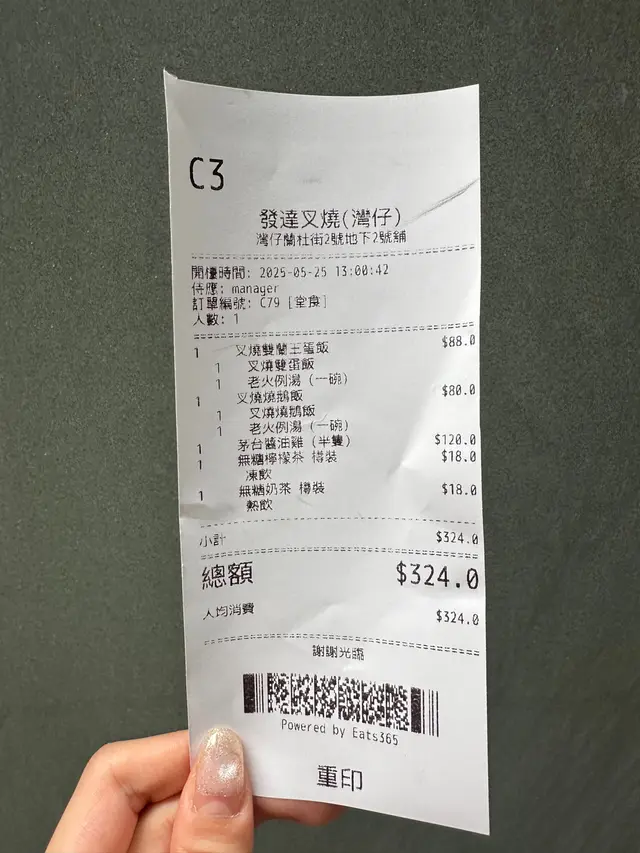 C3
發達叉燒(灣仔)
灣仔蘭杜街2號地下2號舖
開檯時間: 2025-05-25 13:00:42
侍應: manager
訂單編號: C79 [堂食]
人數: 1
1 叉燒雙蘭王蛋飯 $88.0
1 叉燒雙蛋飯
1 老火例湯 (一碗)
1 叉燒燒鵝飯 $80.0
1 叉燒燒鵝飯
1 老火例湯 (一碗)
1 茅台醬油雞 (半隻) $120.0
1 無糖檸檬茶 樽裝 $18.0
凍飲
1 無糖奶茶 樽裝 $18.0
熱飲
小計 $324.0
總額 $324.0
人均消費 $324.0
謝謝光臨
Powered by Eats365
重印